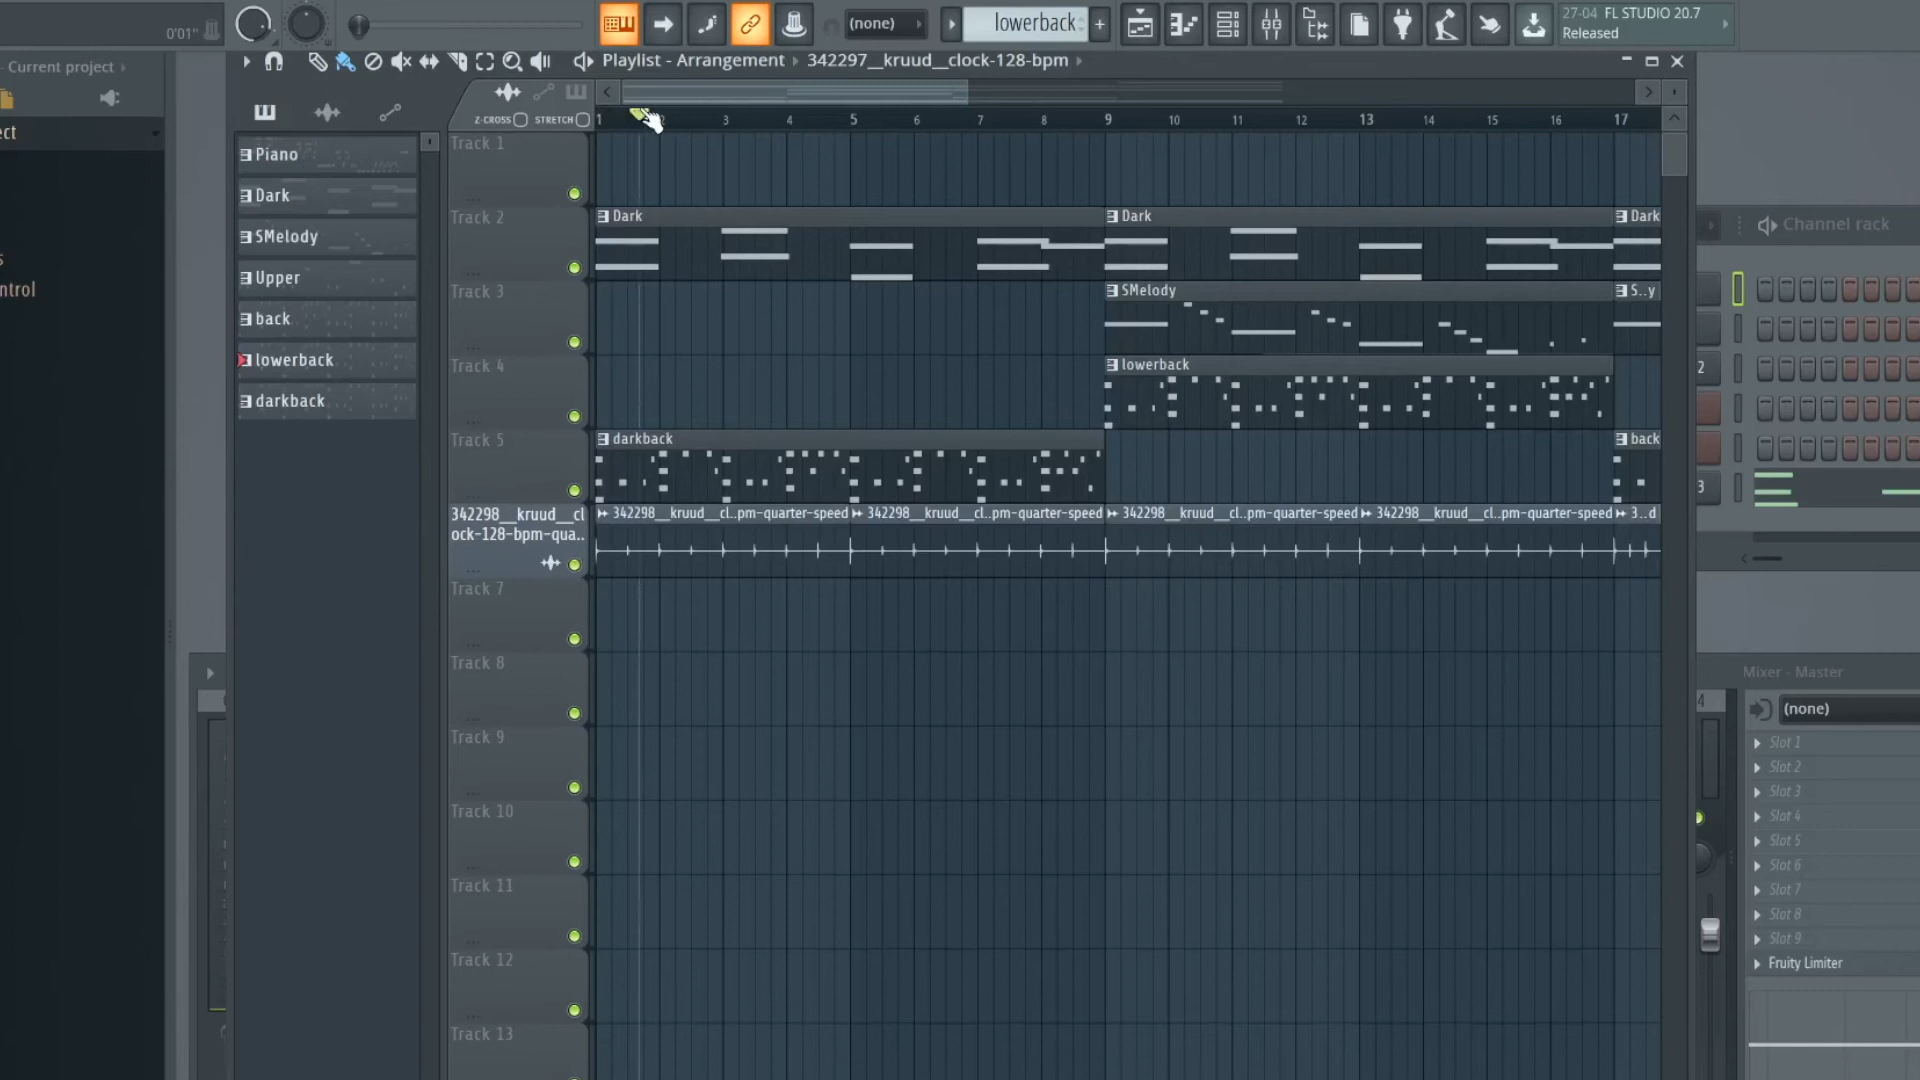 0'01"
(none)
lowerback
+
27-04 FL STUDIO 20.7
Released
Current project
ct
s
ntrol
Playlist - Arrangement
342297__kruud__clock-128-bpm
Z-CROSS
STRETCH
1 2 3 4 5 6 7 8 9 10 11 12 13 14 15 16 17
Piano
Dark
SMelody
Upper
back
lowerback
darkback
Track 1
Track 2
Dark
Dark
Dark
Track 3
SMelody
S..y
Track 4
lowerback
Track 5
darkback
back
342298__kruud__cl
ock-128-bpm-qua..
342298__kruud__cl..pm-quarter-speed
342298__kruud__cl..pm-quarter-speed
342298__kruud__cl..pm-quarter-speed
342298__kruud__cl..pm-quarter-speed
3..d
Track 7
Track 8
Track 9
Track 10
Track 11
Track 12
Track 13
Channel rack
2
3
Mixer - Master
4
(none)
Slot 1
Slot 2
Slot 3
Slot 4
Slot 5
Slot 6
Slot 7
Slot 8
Slot 9
Fruity Limiter